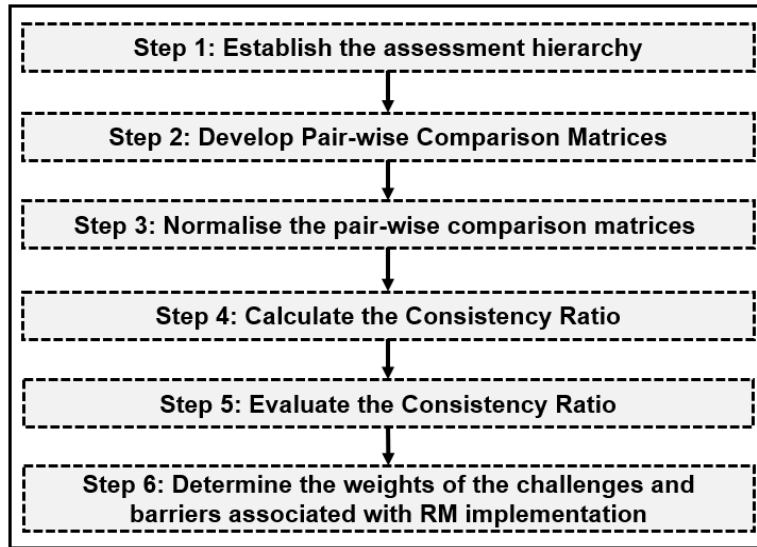 Step 1: Establish the assessment hierarchy
Step 2: Develop Pair-wise Comparison Matrices
Step 3: Normalise the pair-wise comparison matrices
Step 4: Calculate the Consistency Ratio
Step 5: Evaluate the Consistency Ratio
Step 6: Determine the weights of the challenges and
barriers associated with RM implementation